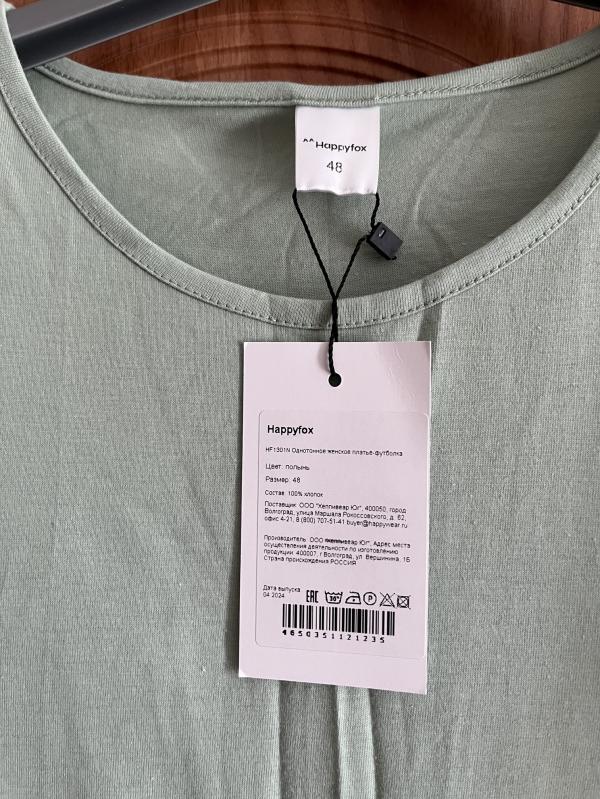 ^^ Happyfox
48
Happyfox
HF1301N Однотонное женское платье-футболка
Цвет: полынь
Размер: 48
Состав: 100% хлопок
Поставщик: ООО "Хеппивеар Юг", 400050, город
Волгоград, улица Маршала Рокоссовского, д. 62,
офис 4-21, 8 (800) 707-51-41 buyer@happywear.ru
Производитель: ООО "Хеппивеар Юг", Адрес места
осуществления деятельности по изготовлению
продукции: 400007, г Волгоград, ул. Вершинина, 1Б
Страна происхождения РОССИЯ
Дата выпуска
04.2024
EAC 30° P
4650351121235